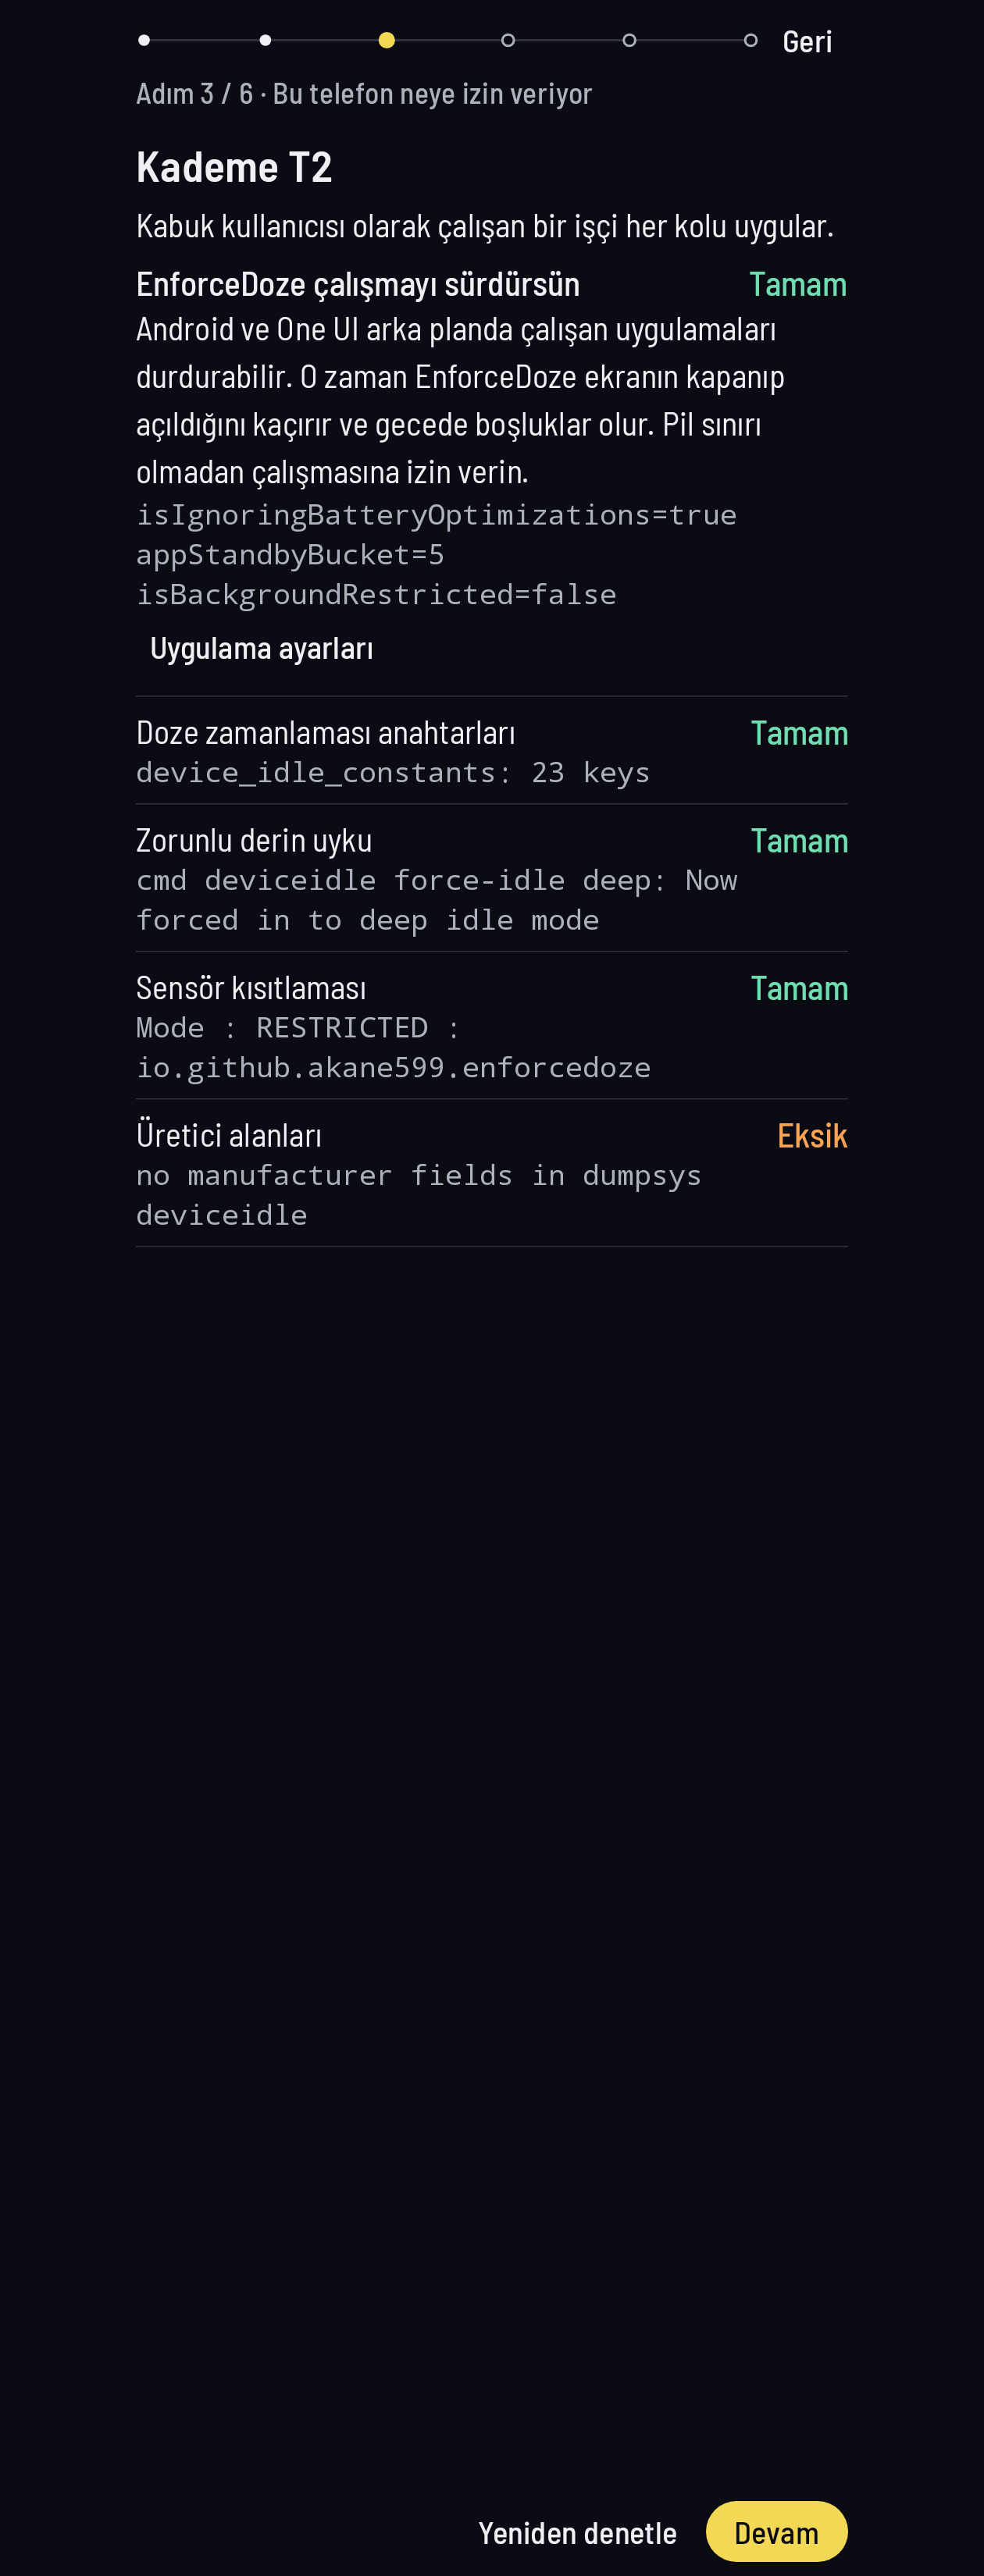 Geri
Adım 3 / 6 · Bu telefon neye izin veriyor
Kademe T2
Kabuk kullanıcısı olarak çalışan bir işçi her kolu uygular.
EnforceDoze çalışmayı sürdürsün Tamam
Android ve One UI arka planda çalışan uygulamaları
durdurabilir. O zaman EnforceDoze ekranın kapanıp
açıldığını kaçırır ve gecede boşluklar olur. Pil sınırı
olmadan çalışmasına izin verin.
isIgnoringBatteryOptimizations=true
appStandbyBucket=5
isBackgroundRestricted=false
Uygulama ayarları
Doze zamanlaması anahtarları Tamam
device_idle_constants: 23 keys
Zorunlu derin uyku Tamam
cmd deviceidle force-idle deep: Now
forced in to deep idle mode
Sensör kısıtlaması Tamam
Mode : RESTRICTED :
io.github.akane599.enforcedoze
Üretici alanları Eksik
no manufacturer fields in dumpsys
deviceidle
Yeniden denetle Devam